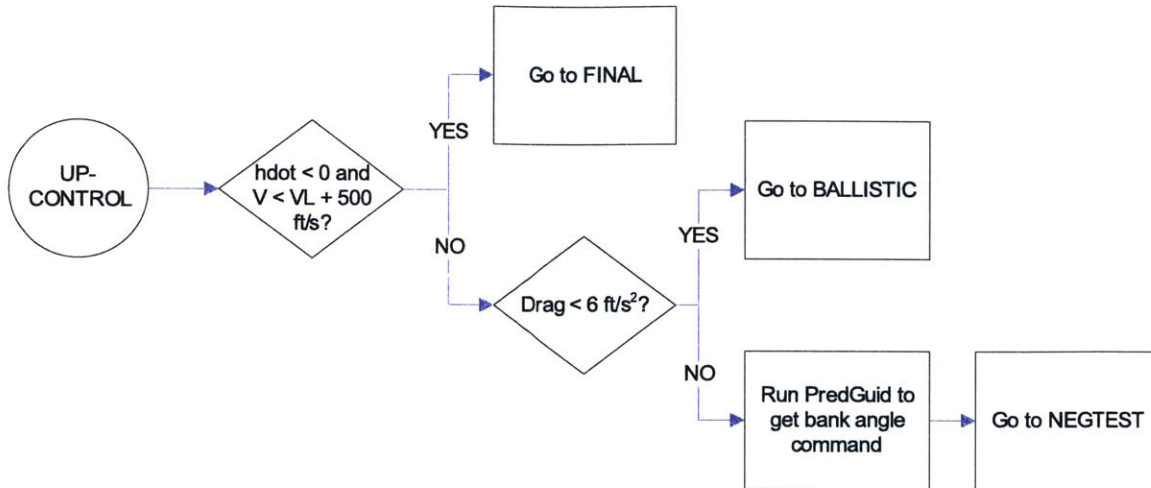 Go to FINAL
UP-
CONTROL
hdot < 0 and
V < VL + 500
ft/s?
YES
NO
Go to BALLISTIC
YES
Drag < 6 ft/s²?
NO
Run PredGuid to
get bank angle
command
Go to NEGTEST